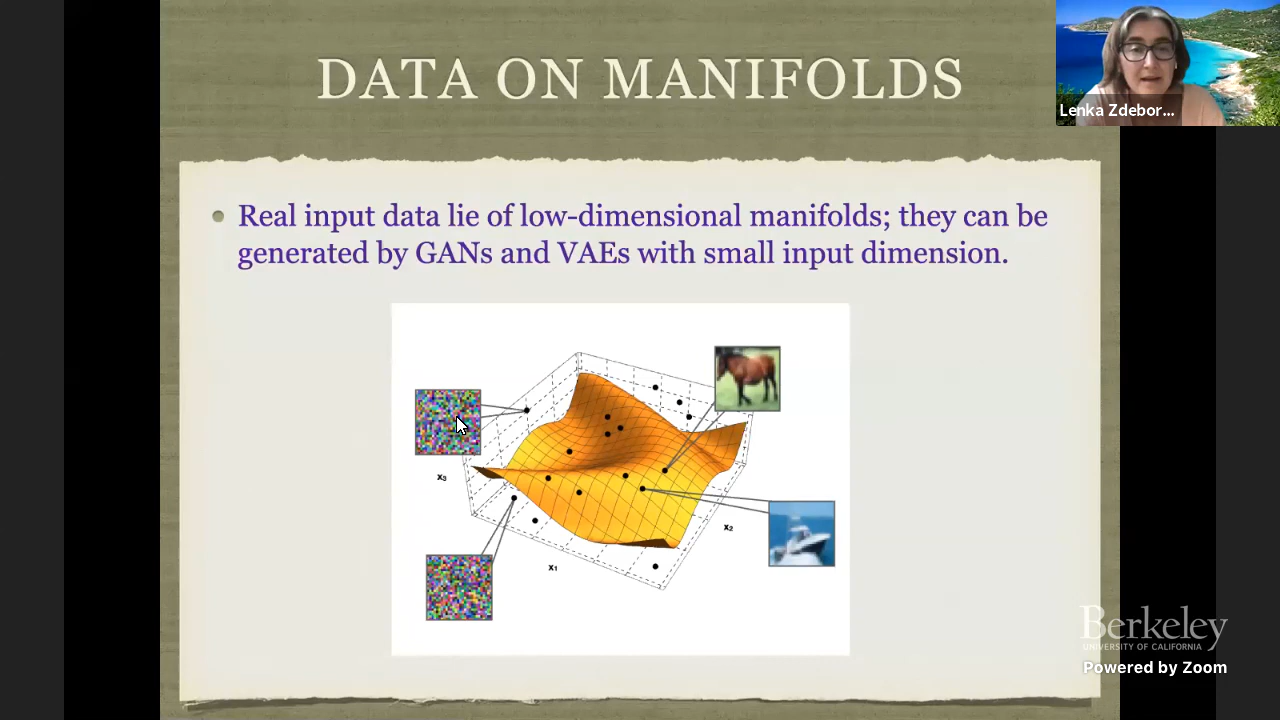 DATA ON MANIFOLDS
Lenka Zdebor...
Real input data lie of low-dimensional manifolds; they can be
generated by GANs and VAEs with small input dimension.
x3
x2
x1
Berkeley
UNIVERSITY OF CALIFORNIA
Powered by Zoom